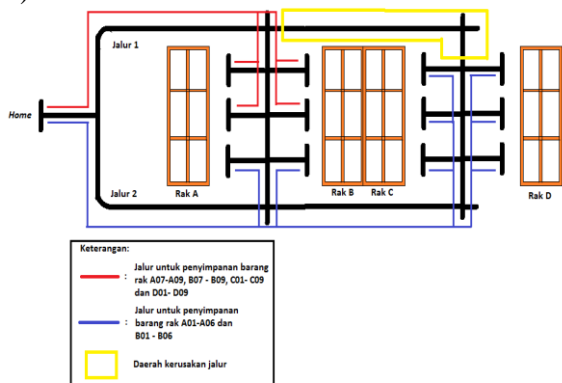 Jalur 1
Home
Jalur 2
Rak A
Rak B
Rak C
Rak D
Keterangan:
: Jalur untuk penyimpanan barang
rak A07-A09, B07 - B09, C01- C09
dan D01- D09
: Jalur untuk penyimpanan
barang rak A01-A06 dan
B01 - B06
: Daerah kerusakan jalur